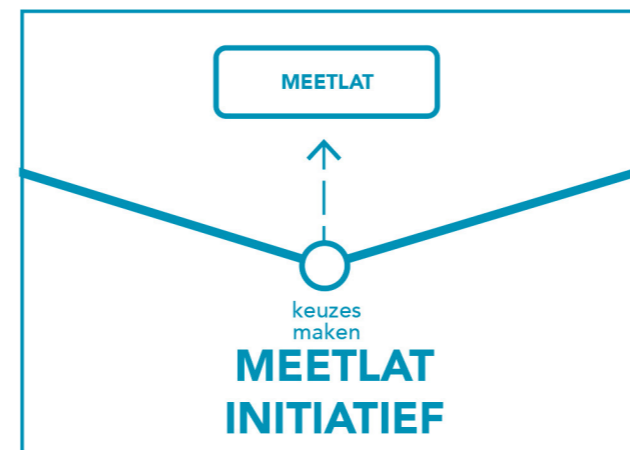 MEETLAT
keuzes
maken
MEETLAT
INITIATIEF